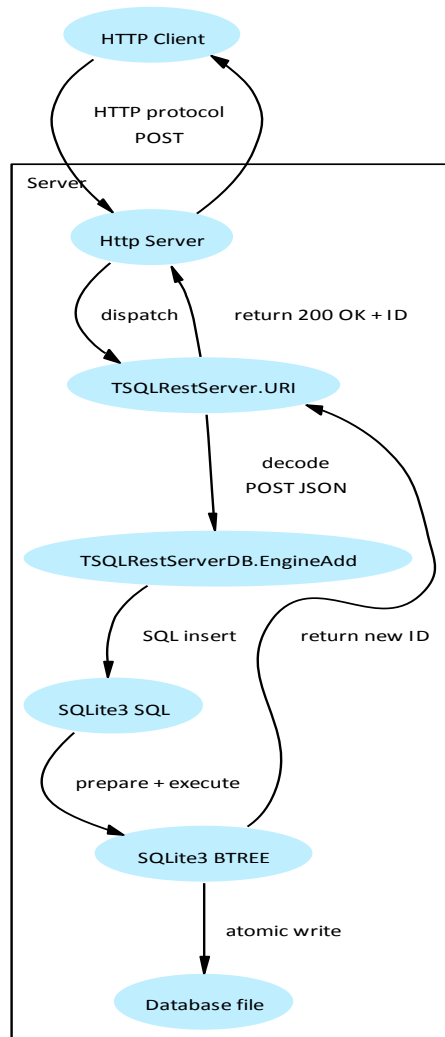 HTTP Client
HTTP protocol
POST
Server
Http Server
dispatch
return 200 OK + ID
TSQLRestServer.URI
decode
POST JSON
TSQLRestServerDB.EngineAdd
SQL insert
return new ID
SQLite3 SQL
prepare + execute
SQLite3 BTREE
atomic write
Database file